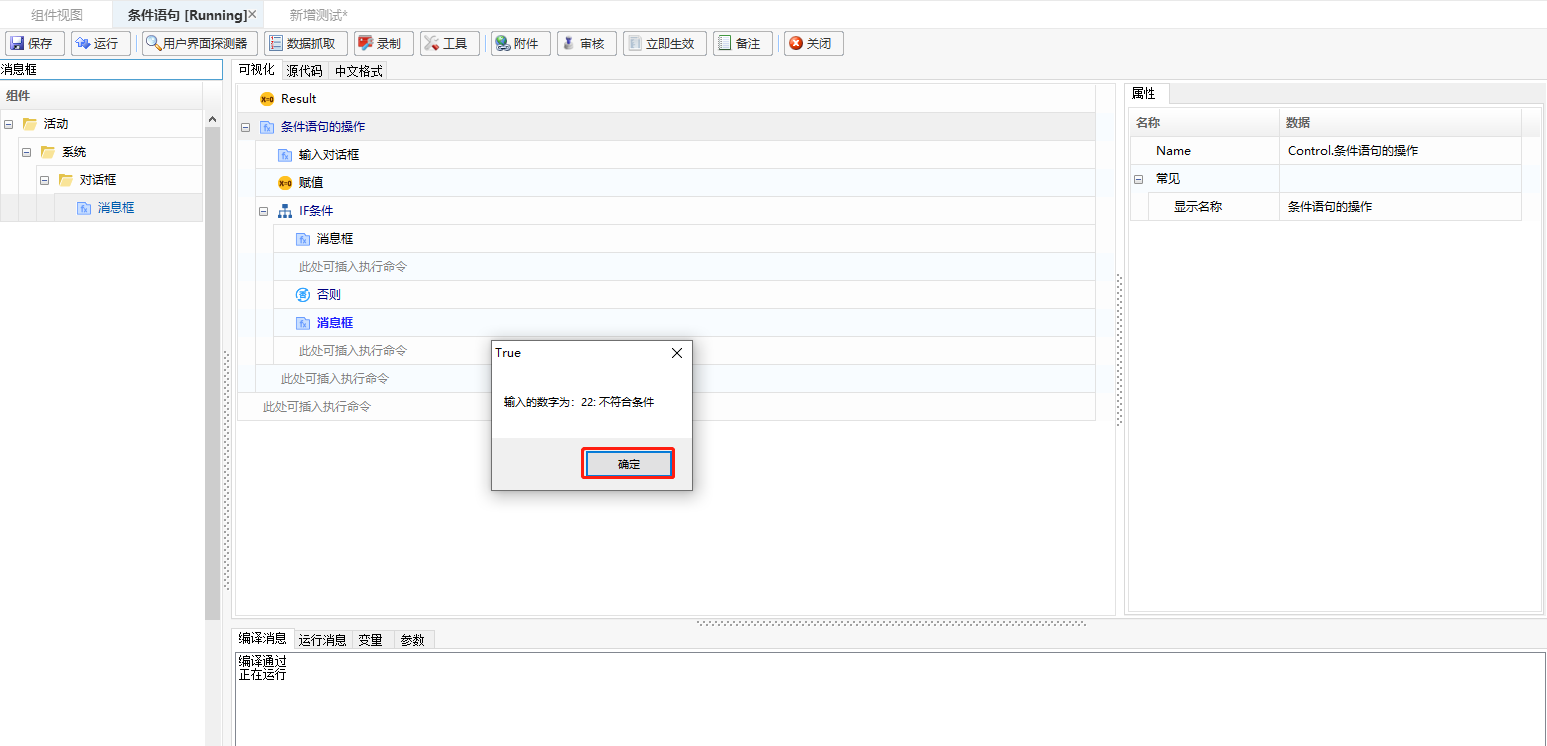 组件视图 条件语句 [Running]× 新增测试*
保存 运行 用户界面探测器 数据抓取 录制 工具 附件 审核 立即生效 备注 关闭
消息框
组件
活动
系统
对话框
消息框
可视化 源代码 中文格式
Result
条件语句的操作
输入对话框
赋值
IF条件
消息框
此处可插入执行命令
否则
消息框
此处可插入执行命令
此处可插入执行命令
此处可插入执行命令
True
输入的数字为：22: 不符合条件
确定
属性
名称 数据
Name Control.条件语句的操作
常见
显示名称 条件语句的操作
编译消息 运行消息 变量 参数
编译通过
正在运行